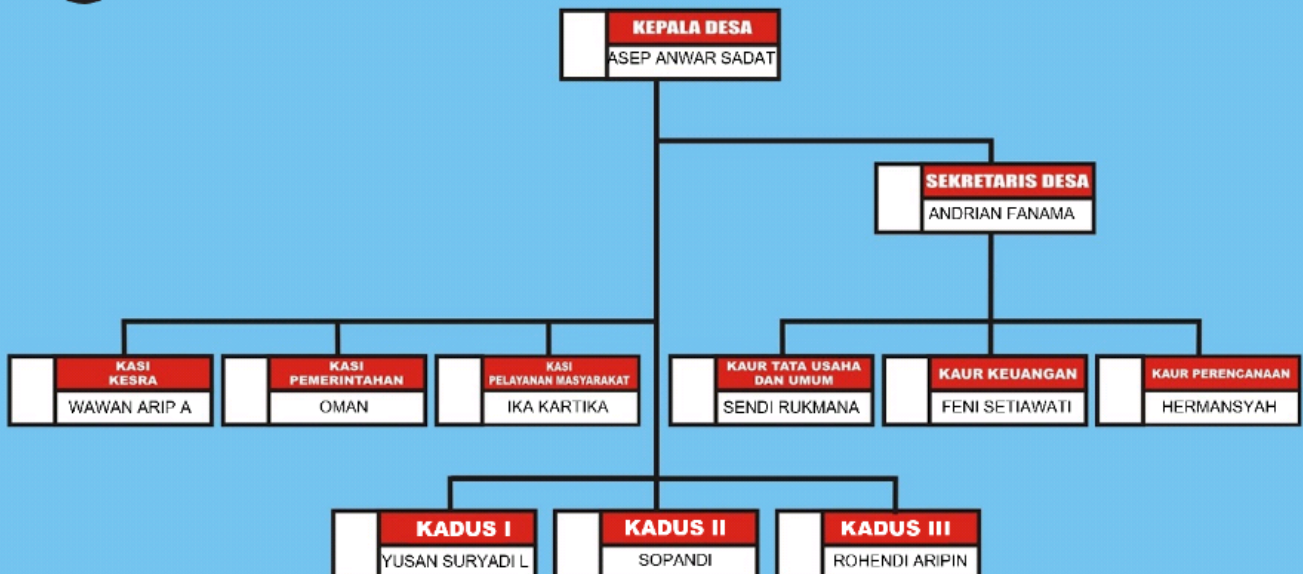 KEPALA DESA
ASEP ANWAR SADAT
SEKRETARIS DESA
ANDRIAN FANAMA
KASI
KESRA
WAWAN ARIP A
KASI
PEMERINTAHAN
OMAN
KASI
PELAYANAN MASYARAKAT
IKA KARTIKA
KAUR TATA USAHA
DAN UMUM
SENDI RUKMANA
KAUR KEUANGAN
FENI SETIAWATI
KAUR PERENCANAAN
HERMANSYAH
KADUS I
YUSAN SURYADI L
KADUS II
SOPANDI
KADUS III
ROHENDI ARIPIN